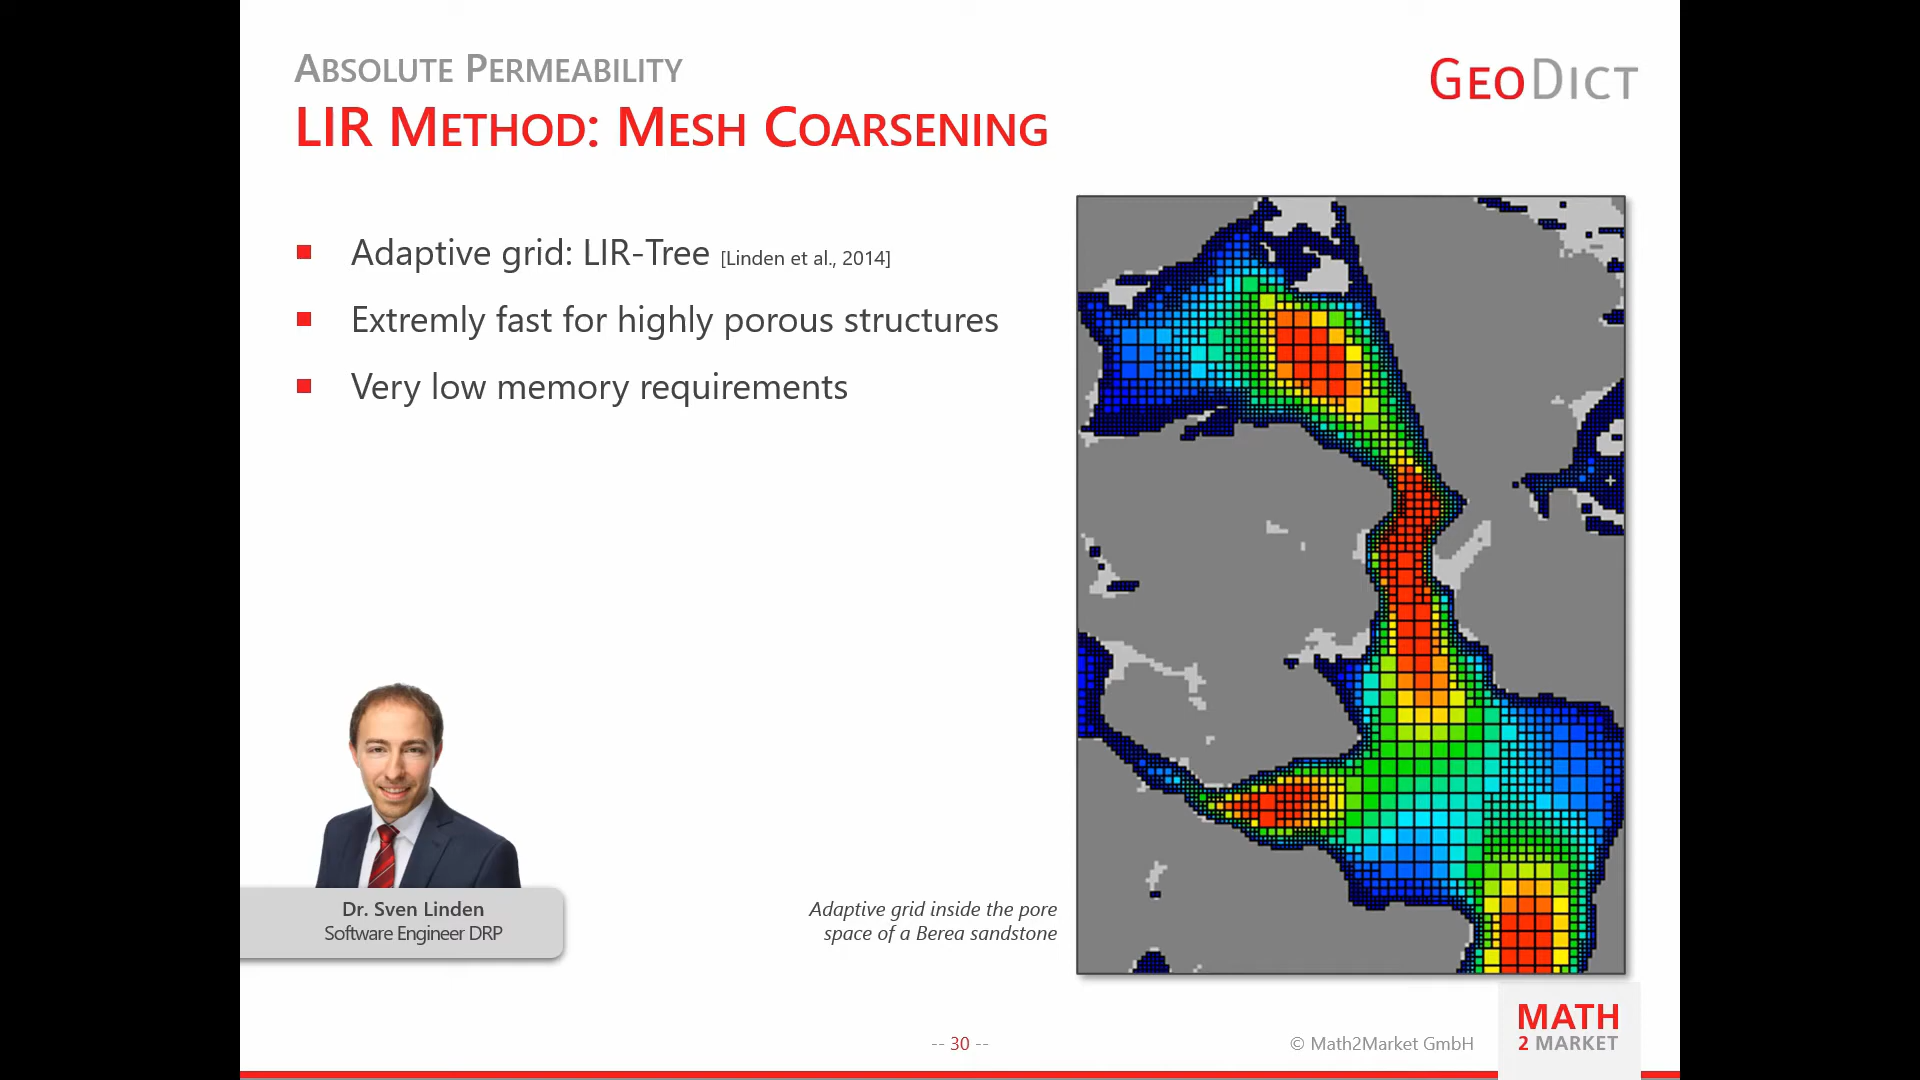 ABSOLUTE PERMEABILITY
GEODICT
LIR METHOD: MESH COARSENING
Adaptive grid: LIR-Tree [Linden et al., 2014]
Extremly fast for highly porous structures
Very low memory requirements
Dr. Sven Linden
Software Engineer DRP
Adaptive grid inside the pore
space of a Berea sandstone
-- 30 --
© Math2Market GmbH
MATH
2 MARKET